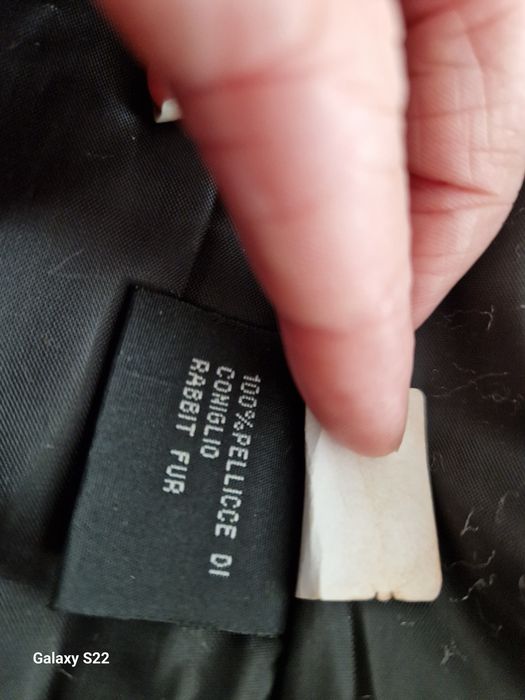 100%PELLICCE DI
CONIGLIO
RABBIT FUR
Galaxy S22